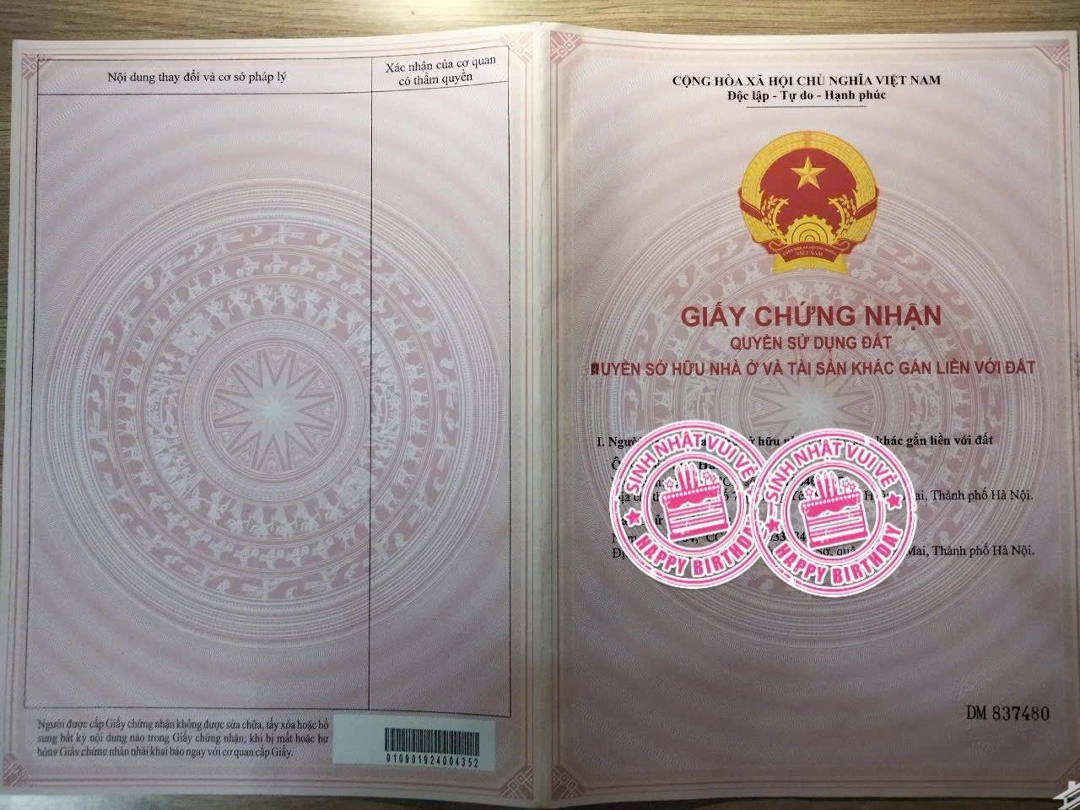 Nội dung thay đổi và cơ sở pháp lý
Xác nhận của cơ quan
có thẩm quyền
Người được cấp Giấy chứng nhận không được sửa chữa, tẩy xóa hoặc bổ
sung bất kỳ nội dung nào trong Giấy chứng nhận; khi bị mất hoặc hư
hỏng Giấy chứng nhận phải khai báo ngay với cơ quan cấp Giấy.
010901924004352
CỘNG HÒA XÃ HỘI CHỦ NGHĨA VIỆT NAM
Độc lập - Tự do - Hạnh phúc
VIỆT NAM
GIẤY CHỨNG NHẬN
QUYỀN SỬ DỤNG ĐẤT
QUYỀN SỞ HỮU NHÀ Ở VÀ TÀI SẢN KHÁC GẮN LIỀN VỚI ĐẤT
I. khác gắn liền với đất
Mai, Thành phố Hà Nội.
Mai, Thành phố Hà Nội.
SINH NHẬT VUI VẺ
HAPPY BIRTHDAY
SINH NHẬT VUI VẺ
HAPPY BIRTHDAY
DM 837480